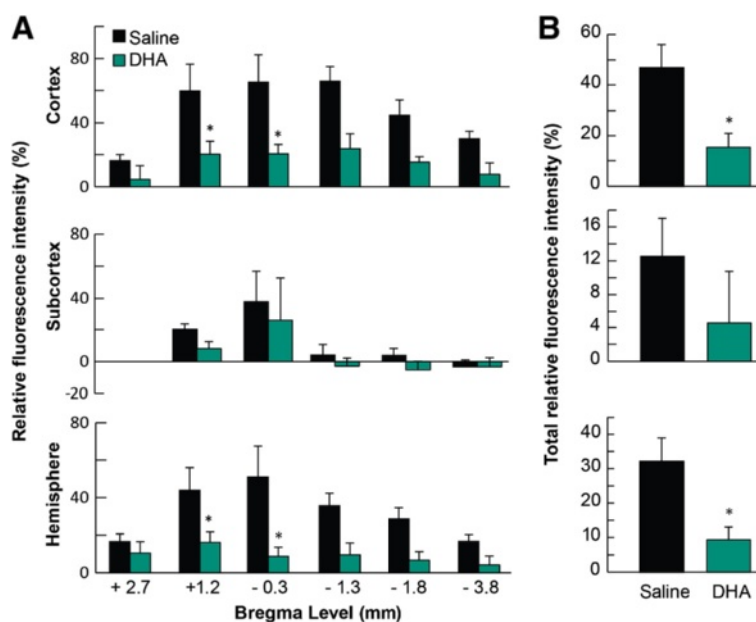 A
Saline
DHA
Relative fluorescence intensity (%)
Cortex
80
40
0
Subcortex
80
40
0
-20
Hemisphere
80
40
0
+ 2.7 +1.2 - 0.3 - 1.3 - 1.8 - 3.8
Bregma Level (mm)
* *
* *
B
Total relative fluorescence intensity (%)
60
40
20
0
*
16
12
8
4
0
40
30
20
10
0
*
Saline DHA